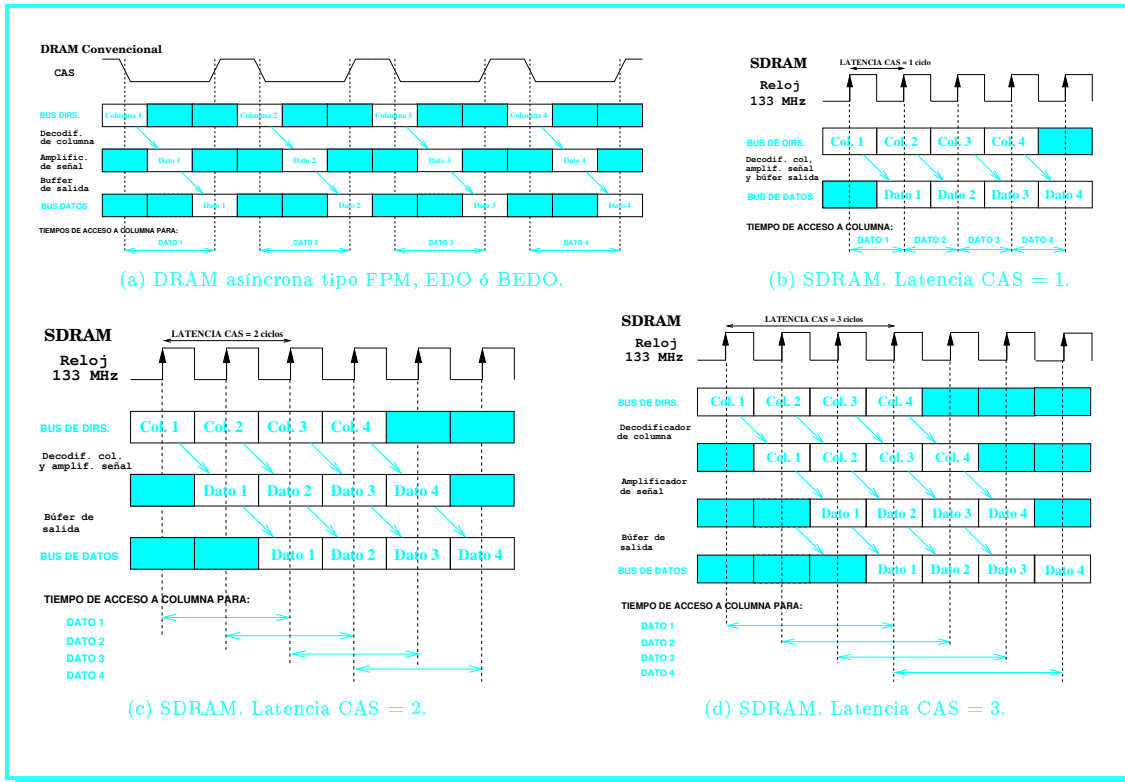 DRAM Convencional
CAS
BUS DIRS.
Columna 1 Columna 2 Columna 3 Columna 4
Decodif.
de columna
Amplific.
de señal
Dato 1 Dato 2 Dato 3 Dato 4
Buffer
de salida
BUS DATOS
Dato 1 Dato 2 Dato 3 Dato 4
TIEMPOS DE ACCESO A COLUMNA PARA:
DATO 1 DATO 2 DATO 3 DATO 4
(a) DRAM asíncrona tipo FPM, EDO ó BEDO.
SDRAM
LATENCIA CAS = 1 ciclo
Reloj
133 MHz
BUS DE DIRS.
Col. 1 Col. 2 Col. 3 Col. 4
Decodif. col,
amplif. señal
y búfer salida
BUS DE DATOS
Dato 1 Dato 2 Dato 3 Dato 4
TIEMPO DE ACCESO A COLUMNA:
DATO 1 DATO 2 DATO 3 DATO 4
(b) SDRAM. Latencia CAS = 1.
SDRAM
LATENCIA CAS = 2 ciclos
Reloj
133 MHz
BUS DE DIRS.
Col. 1 Col. 2 Col. 3 Col. 4
Decodif. col.
y amplif. señal
Dato 1 Dato 2 Dato 3 Dato 4
Búfer de
salida
BUS DE DATOS
Dato 1 Dato 2 Dato 3 Dato 4
TIEMPO DE ACCESO A COLUMNA PARA:
DATO 1
DATO 2
DATO 3
DATO 4
(c) SDRAM. Latencia CAS = 2.
SDRAM
LATENCIA CAS = 3 ciclos
Reloj
133 MHz
BUS DE DIRS.
Col. 1 Col. 2 Col. 3 Col. 4
Decodificador
de columna
Col. 1 Col. 2 Col. 3 Col. 4
Amplificador
de señal
Dato 1 Dato 2 Dato 3 Dato 4
Búfer de
salida
BUS DE DATOS
Dato 1 Dato 2 Dato 3 Dato 4
TIEMPO DE ACCESO A COLUMNA PARA:
DATO 1
DATO 2
DATO 3
DATO 4
(d) SDRAM. Latencia CAS = 3.